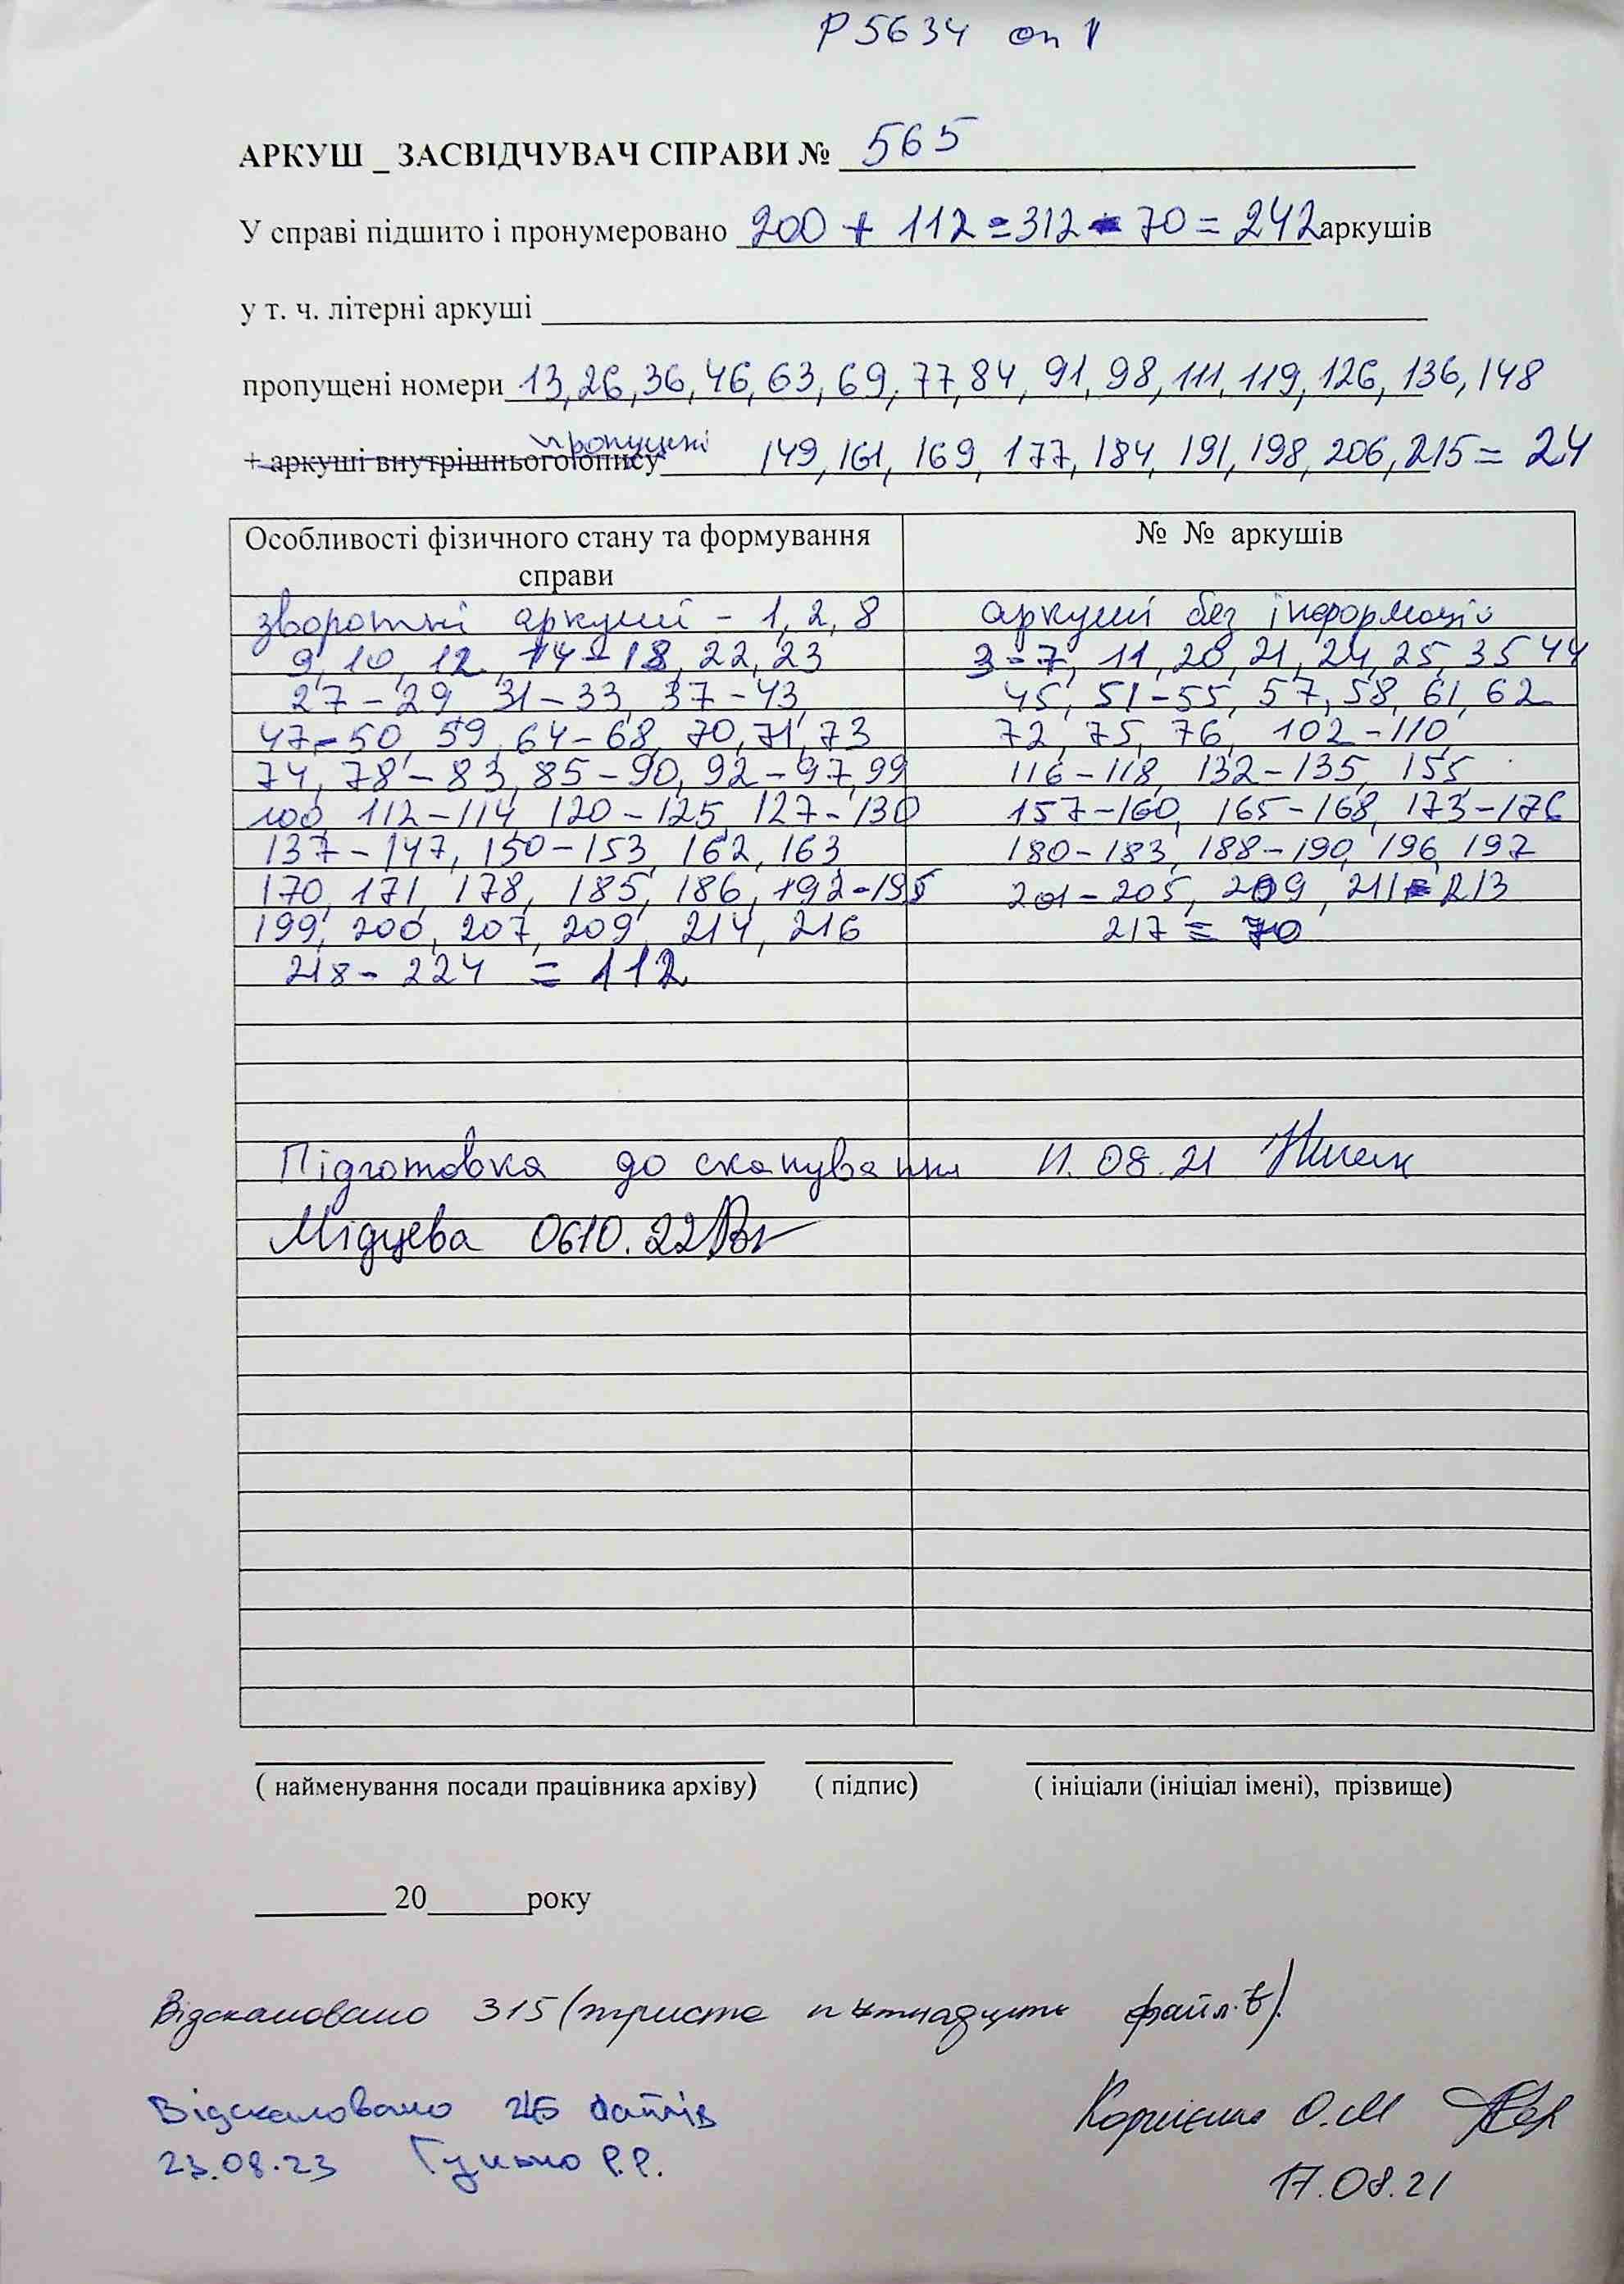 Р5634 оп 1
АРКУШ _ ЗАСВІДЧУВАЧ СПРАВИ № 565
У справі підшито і пронумеровано 200 + 112 = 312 - 70 = 242 аркушів
у т. ч. літерні аркуші
пропущені номери 13, 26, 36, 46, 63, 69, 77, 84, 91, 98, 111, 119, 126, 136, 148
пропущені
+ аркуші внутрішнього опису 149, 161, 169, 177, 184, 191, 198, 206, 215 = 24
Особливості фізичного стану та формування справи № № аркушів
зворотні аркуші - 1, 2, 8 аркуші без інформації
9, 10, 12, 14-18, 22, 23 3-7, 11, 20, 21, 24, 25, 35 44
27-29, 31-33, 37-43 45, 51-55, 57, 58, 61, 62
47-50, 59, 64-68, 70, 71, 73 72, 75, 76, 102-110
74, 78-83, 85-90, 92-97, 99 116-118, 132-135, 155
100, 112-114, 120-125, 127-130 157-160, 165-168, 173-176
137-147, 150-153, 162, 163 180-183, 188-190, 196, 197
170, 171, 178, 185, 186, 192-195 201-205, 209, 211-213
199, 200, 207, 209, 214, 216 217 = 70
218-224 = 112
Підготовка до сканування 11.08.21
Мідцева 0610.22
( найменування посади працівника архіву) ( підпис) ( ініціали (ініціал імені), прізвище)
20 року
Відскановано 315 (триста п'ятнадцять файлів).
Відскановано файлів
Корнієнко О.М
23.08.23 Гунько Р.Р.
17.08.21